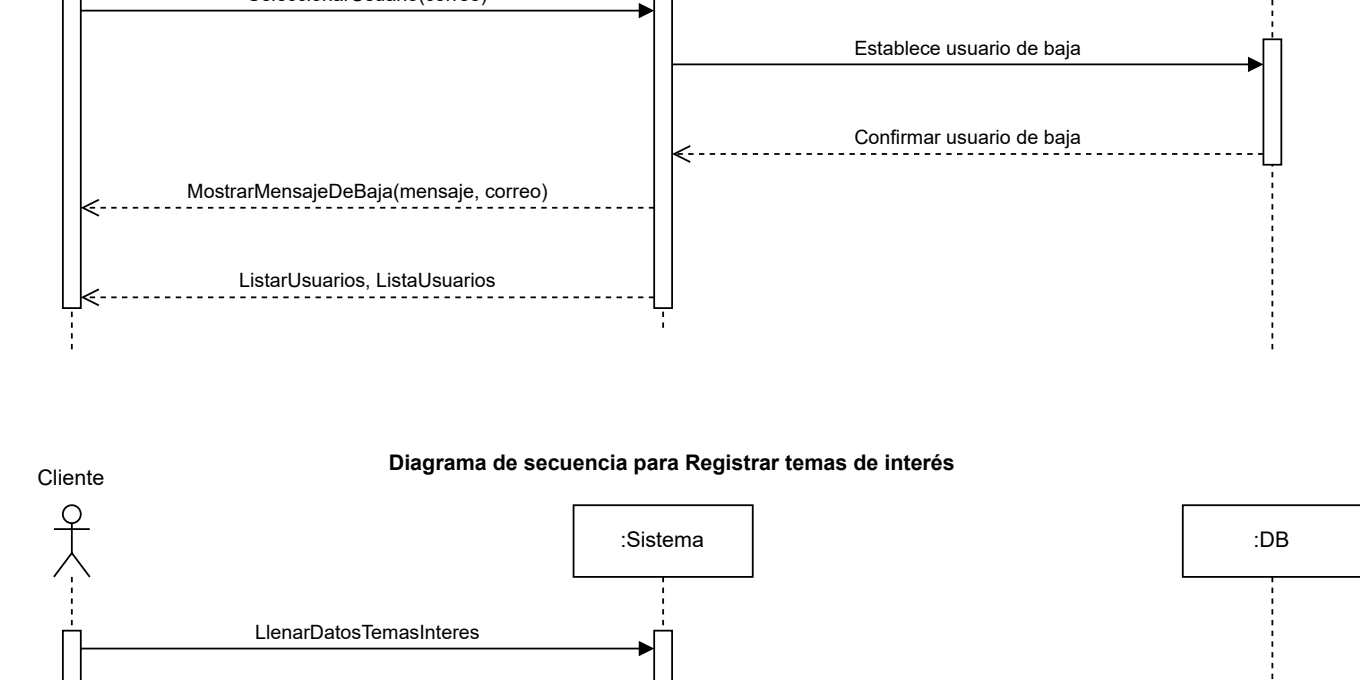 Establece usuario de baja
Confirmar usuario de baja
MostrarMensajeDeBaja(mensaje, correo)
ListarUsuarios, ListaUsuarios
Diagrama de secuencia para Registrar temas de interés
Cliente
:Sistema
:DB
LlenarDatosTemasInteres